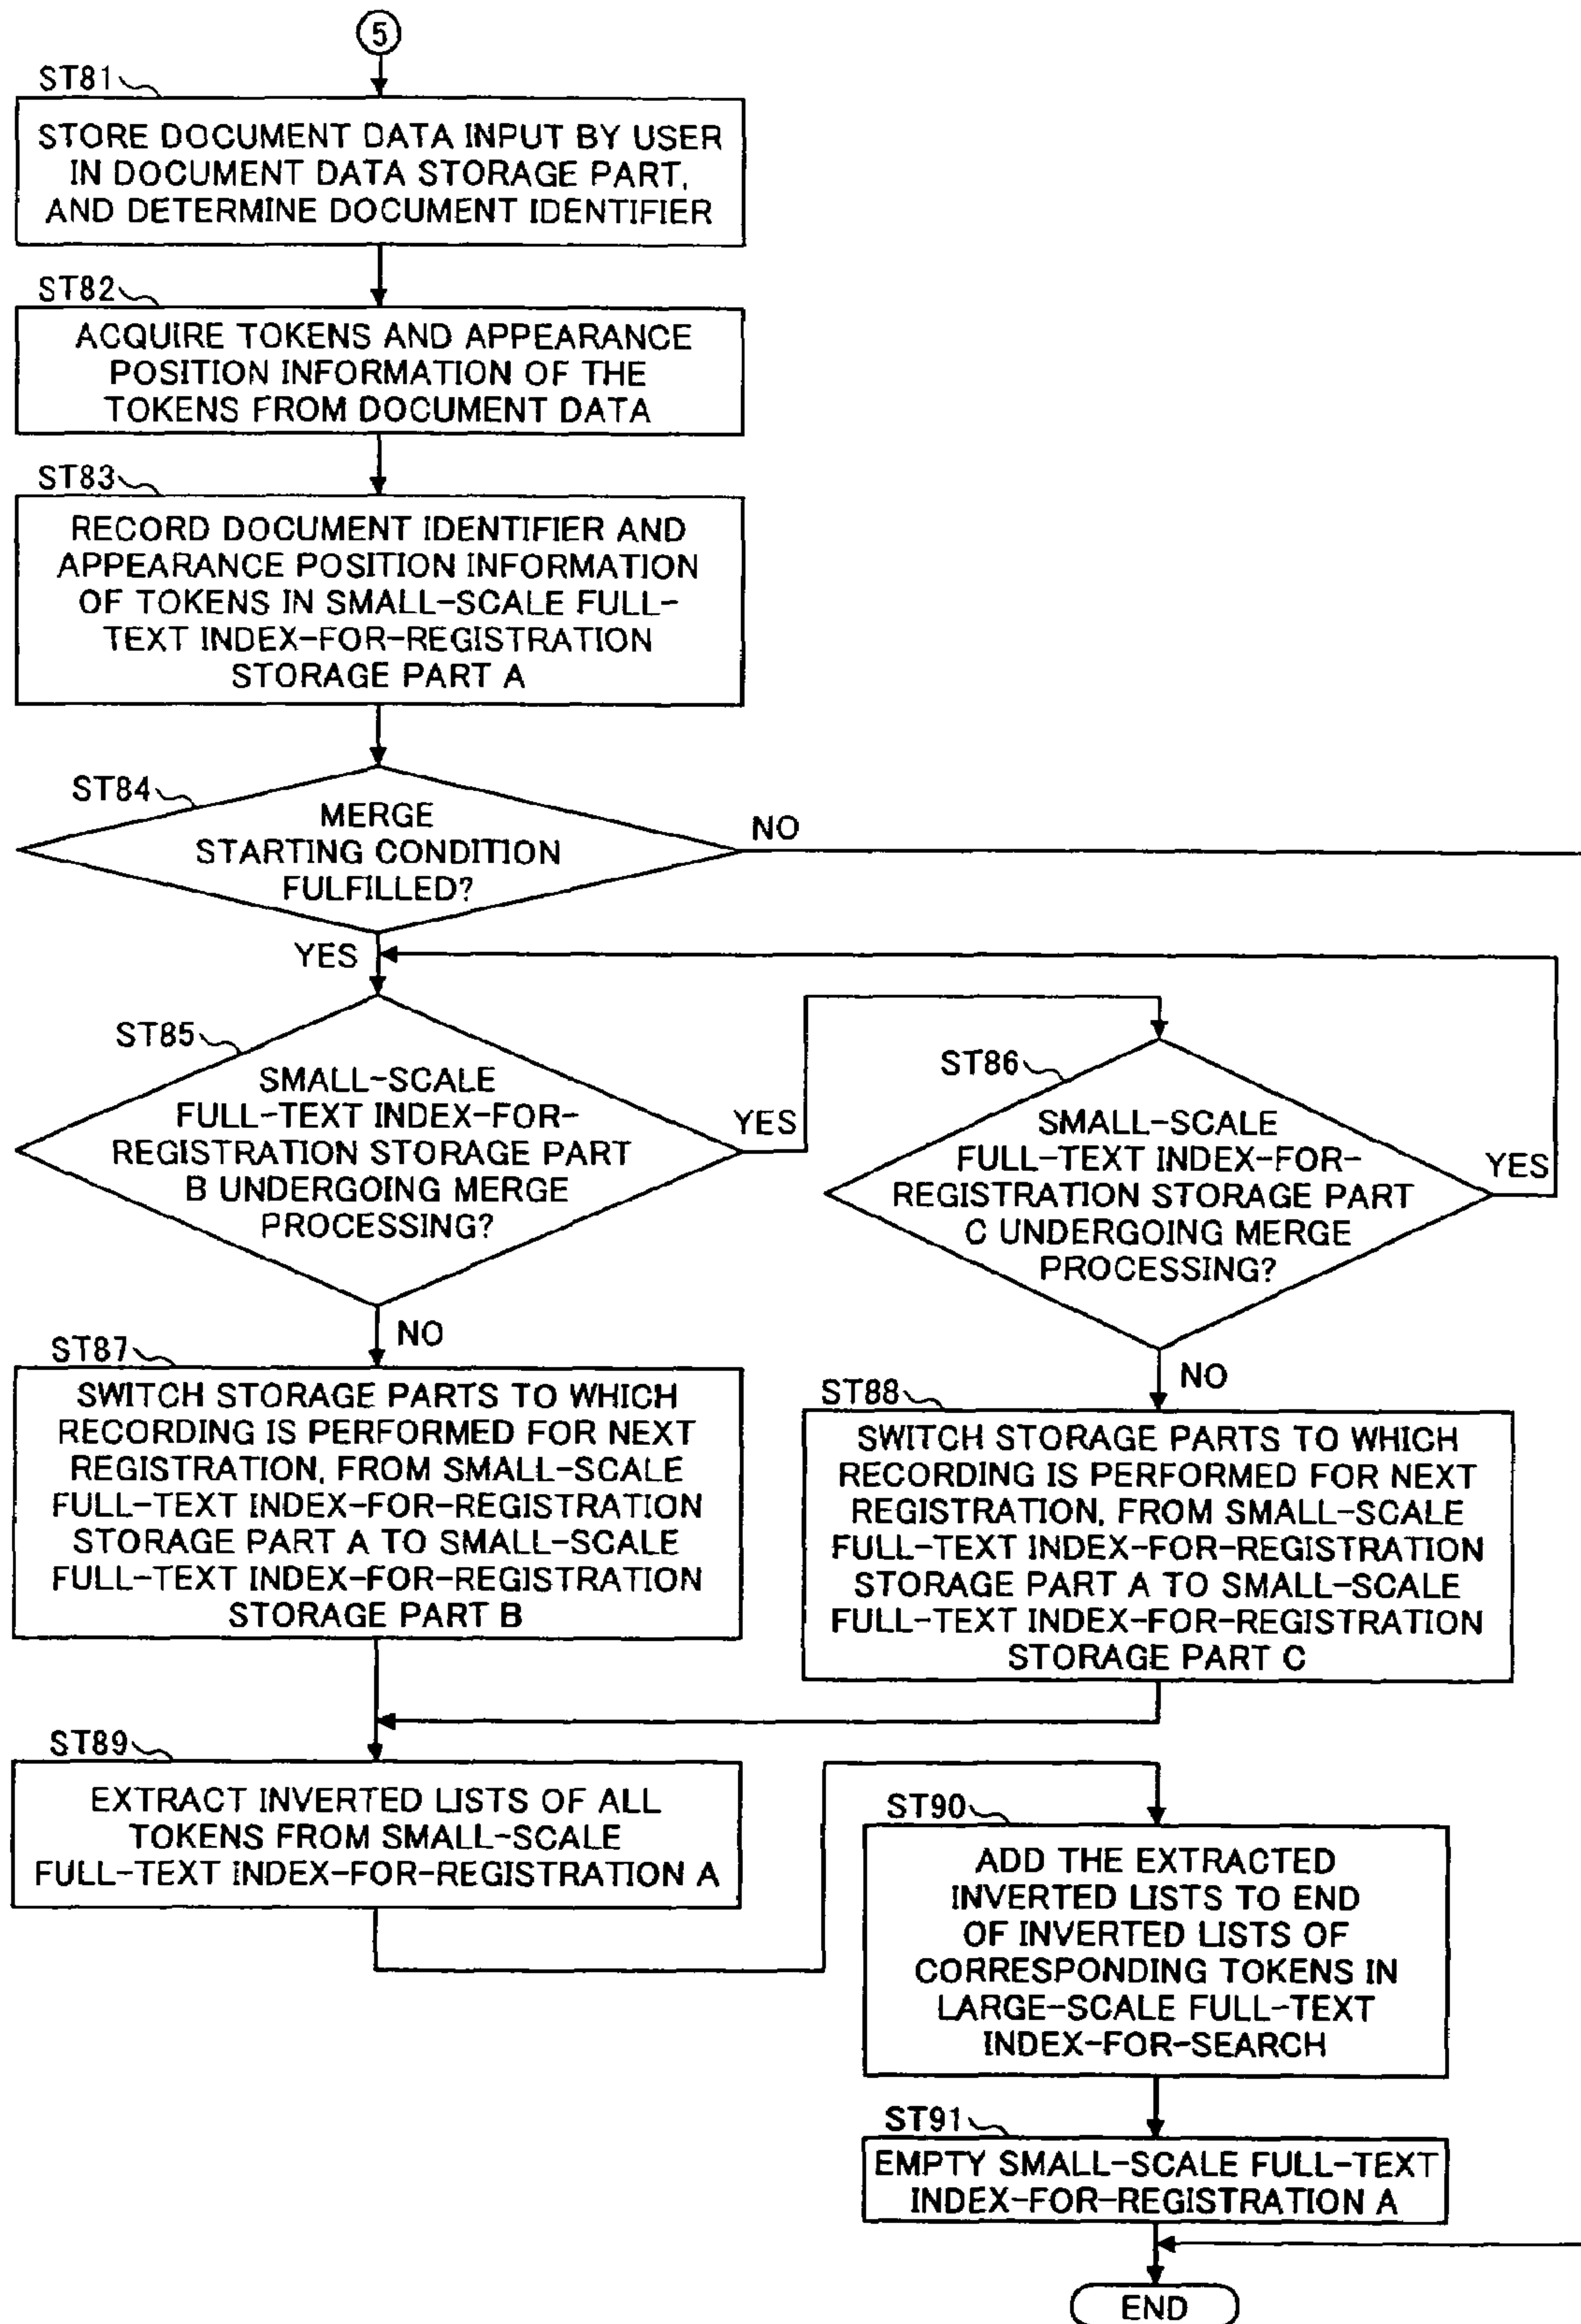 5
ST81
STORE DOCUMENT DATA INPUT BY USER
IN DOCUMENT DATA STORAGE PART,
AND DETERMINE DOCUMENT IDENTIFIER
ST82
ACQUIRE TOKENS AND APPEARANCE
POSITION INFORMATION OF THE
TOKENS FROM DOCUMENT DATA
ST83
RECORD DOCUMENT IDENTIFIER AND
APPEARANCE POSITION INFORMATION
OF TOKENS IN SMALL-SCALE FULL-
TEXT INDEX-FOR-REGISTRATION
STORAGE PART A
ST84
MERGE
STARTING CONDITION
FULFILLED?
NO
YES
ST85
SMALL-SCALE
FULL-TEXT INDEX-FOR-
REGISTRATION STORAGE PART
B UNDERGOING MERGE
PROCESSING?
YES
NO
ST86
SMALL-SCALE
FULL-TEXT INDEX-FOR-
REGISTRATION STORAGE PART
C UNDERGOING MERGE
PROCESSING?
YES
NO
ST87
SWITCH STORAGE PARTS TO WHICH
RECORDING IS PERFORMED FOR NEXT
REGISTRATION, FROM SMALL-SCALE
FULL-TEXT INDEX-FOR-REGISTRATION
STORAGE PART A TO SMALL-SCALE
FULL-TEXT INDEX-FOR-REGISTRATION
STORAGE PART B
ST88
SWITCH STORAGE PARTS TO WHICH
RECORDING IS PERFORMED FOR NEXT
REGISTRATION, FROM SMALL-SCALE
FULL-TEXT INDEX-FOR-REGISTRATION
STORAGE PART A TO SMALL-SCALE
FULL-TEXT INDEX-FOR-REGISTRATION
STORAGE PART C
ST89
EXTRACT INVERTED LISTS OF ALL
TOKENS FROM SMALL-SCALE
FULL-TEXT INDEX-FOR-REGISTRATION A
ST90
ADD THE EXTRACTED
INVERTED LISTS TO END
OF INVERTED LISTS OF
CORRESPONDING TOKENS IN
LARGE-SCALE FULL-TEXT
INDEX-FOR-SEARCH
ST91
EMPTY SMALL-SCALE FULL-TEXT
INDEX-FOR-REGISTRATION A
END